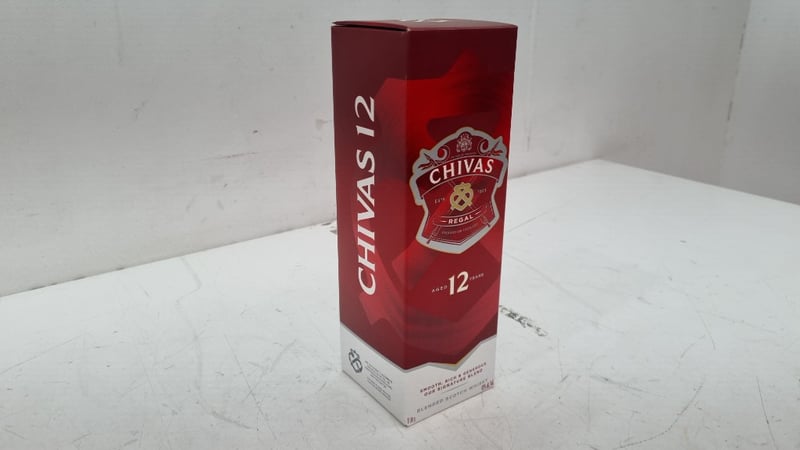 CHIVAS 12
CHIVAS
REGAL
AGED 12 YEARS
SMOOTH, RICH & GENEROUS
OUR SIGNATURE BLEND
BLENDED SCOTCH WHISKY